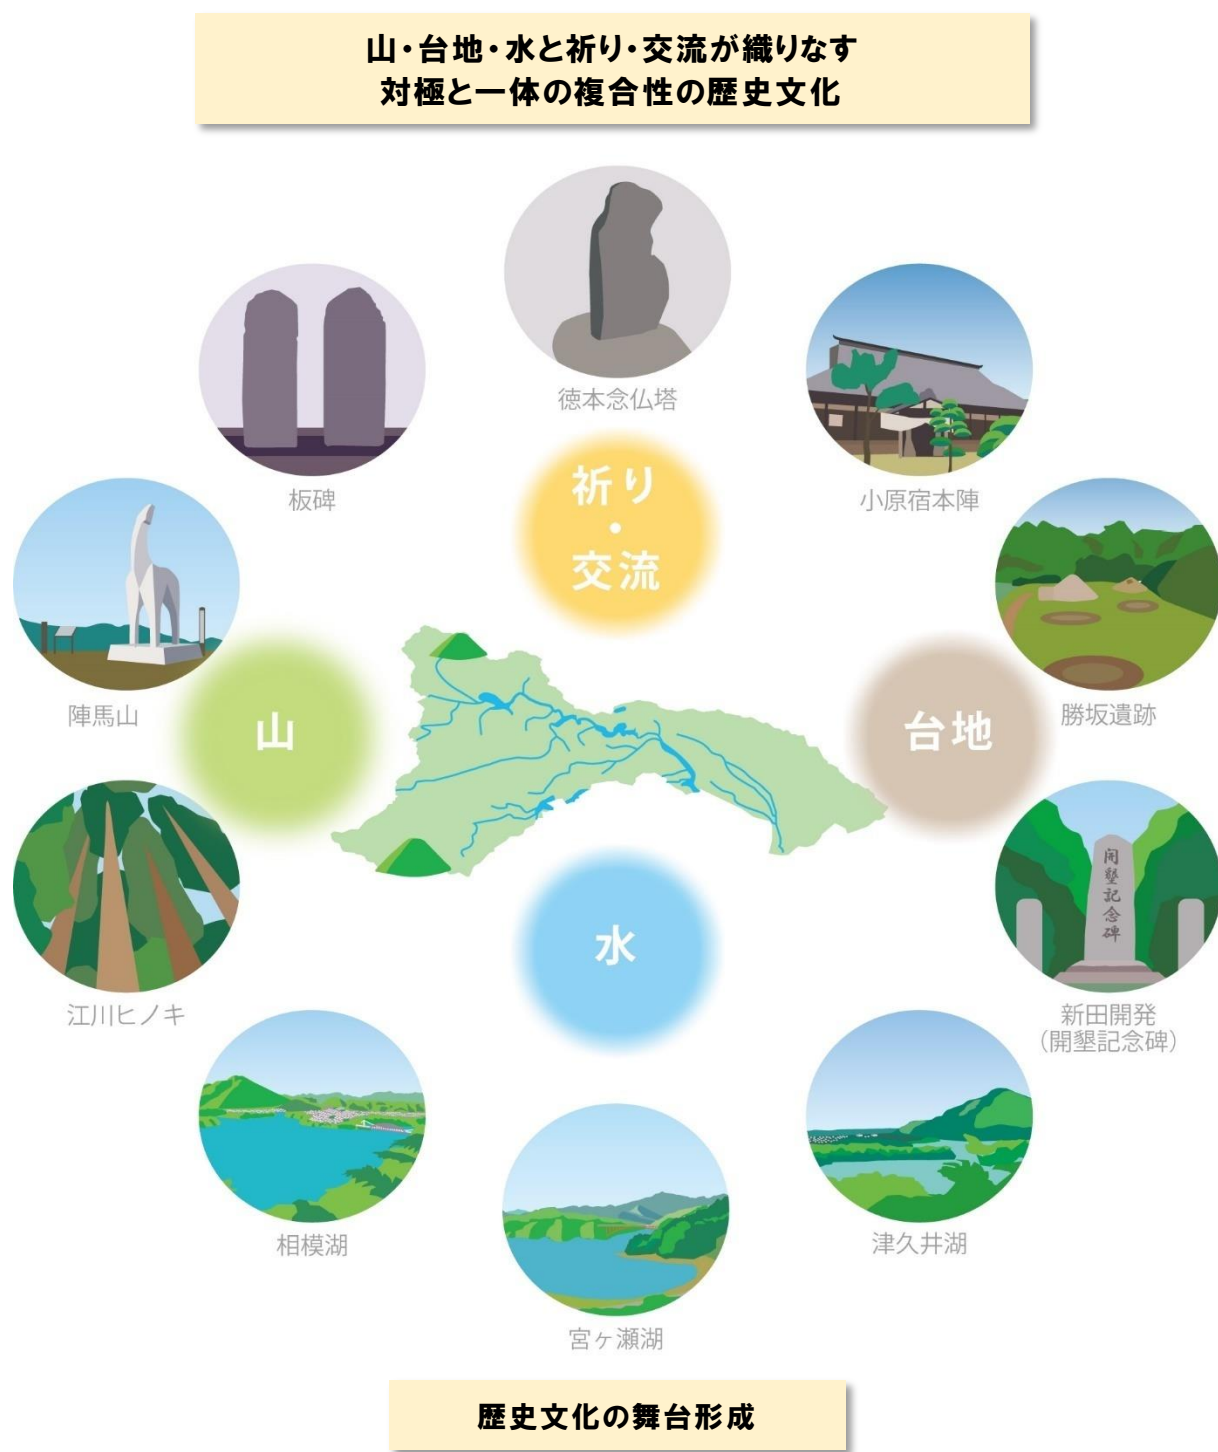 山・台地・水と祈り・交流が織りなす
対極と一体の複合性の歴史文化
徳本念仏塔
板碑
小原宿本陣
祈り
・
交流
陣馬山
勝坂遺跡
山
台地
開墾記念碑
水
江川ヒノキ
新田開発
(開墾記念碑)
相模湖
津久井湖
宮ヶ瀬湖
歴史文化の舞台形成